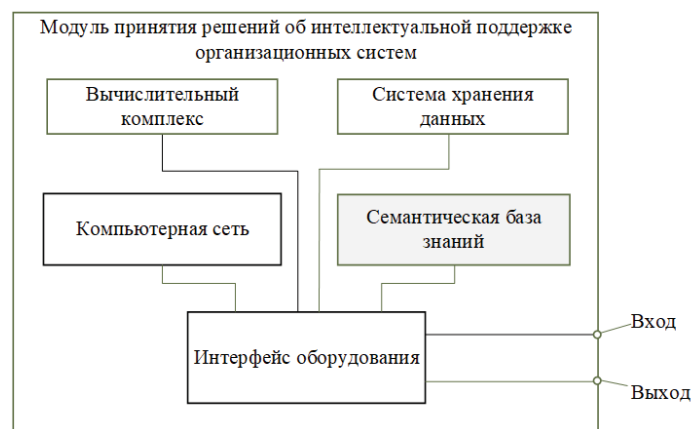 Модуль принятия решений об интеллектуальной поддержке
организационных систем
Вычислительный
комплекс
Система хранения
данных
Компьютерная сеть
Семантическая база
знаний
Интерфейс оборудования
Вход
Выход